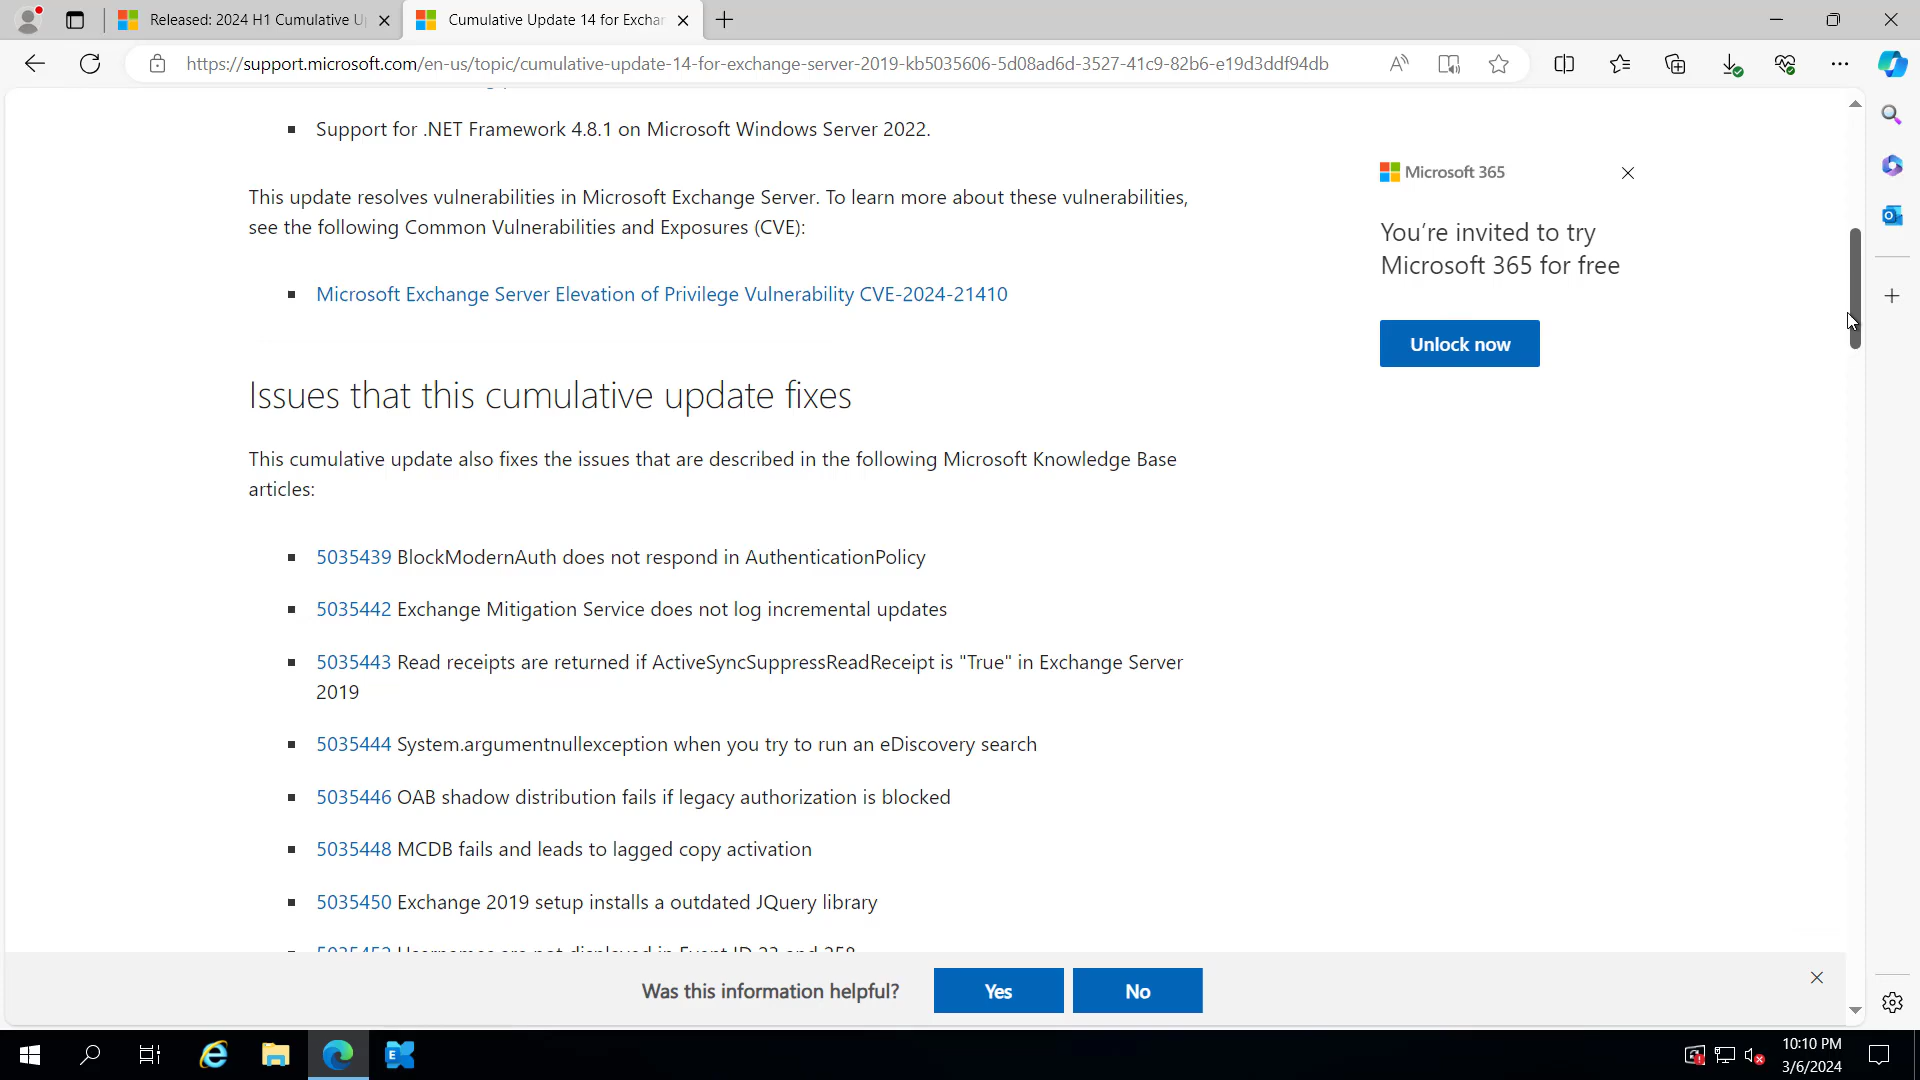 Released: 2024 H1 Cumulative U
Cumulative Update 14 for Exchan
https://support.microsoft.com/en-us/topic/cumulative-update-14-for-exchange-server-2019-kb5035606-5d08ad6d-3527-41c9-82b6-e19d3ddf94db
▪ Support for .NET Framework 4.8.1 on Microsoft Windows Server 2022.
This update resolves vulnerabilities in Microsoft Exchange Server. To learn more about these vulnerabilities,
see the following Common Vulnerabilities and Exposures (CVE):
▪ Microsoft Exchange Server Elevation of Privilege Vulnerability CVE-2024-21410
Microsoft 365
You’re invited to try
Microsoft 365 for free
Unlock now
Issues that this cumulative update fixes
This cumulative update also fixes the issues that are described in the following Microsoft Knowledge Base
articles:
▪ 5035439 BlockModernAuth does not respond in AuthenticationPolicy
▪ 5035442 Exchange Mitigation Service does not log incremental updates
▪ 5035443 Read receipts are returned if ActiveSyncSuppressReadReceipt is "True" in Exchange Server
2019
▪ 5035444 System.argumentnullexception when you try to run an eDiscovery search
▪ 5035446 OAB shadow distribution fails if legacy authorization is blocked
▪ 5035448 MCDB fails and leads to lagged copy activation
▪ 5035450 Exchange 2019 setup installs a outdated JQuery library
Was this information helpful?
Yes
No
10:10 PM
3/6/2024